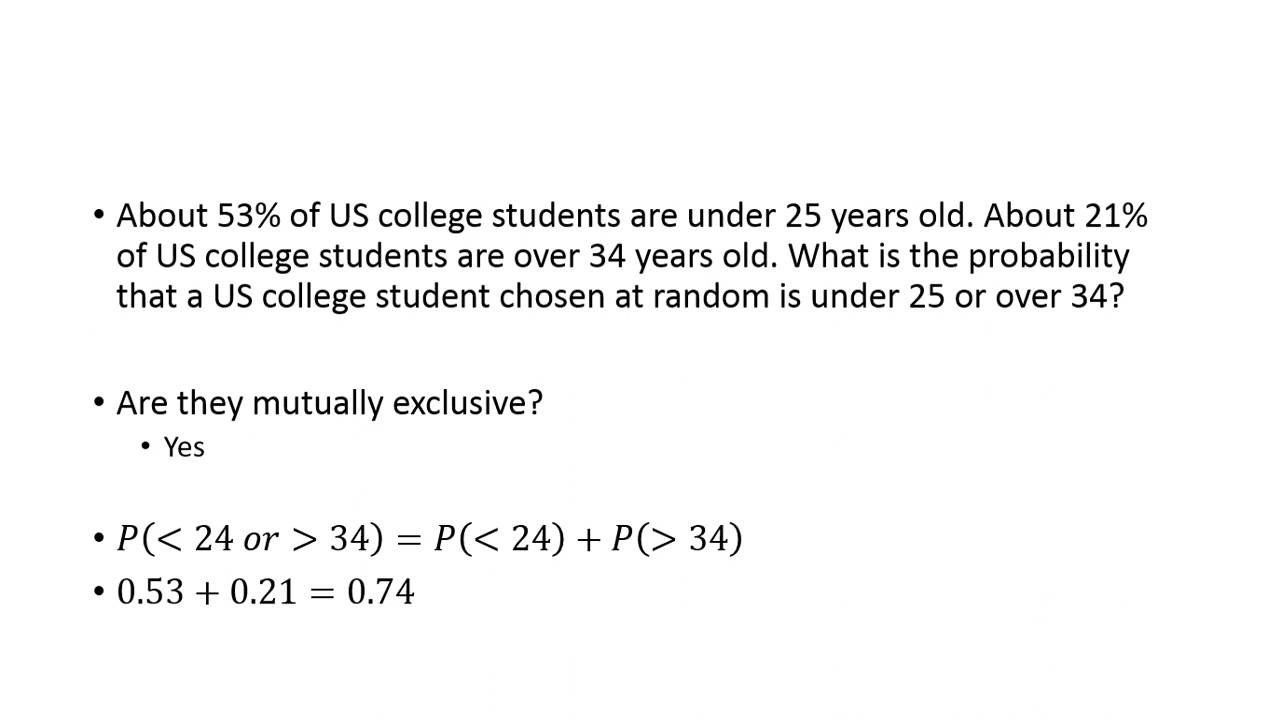 • About 53% of US college students are under 25 years old. About 21%
of US college students are over 34 years old. What is the probability
that a US college student chosen at random is under 25 or over 34?
• Are they mutually exclusive?
• Yes
• P(< 24 or > 34) = P(< 24) + P(> 34)
• 0.53 + 0.21 = 0.74